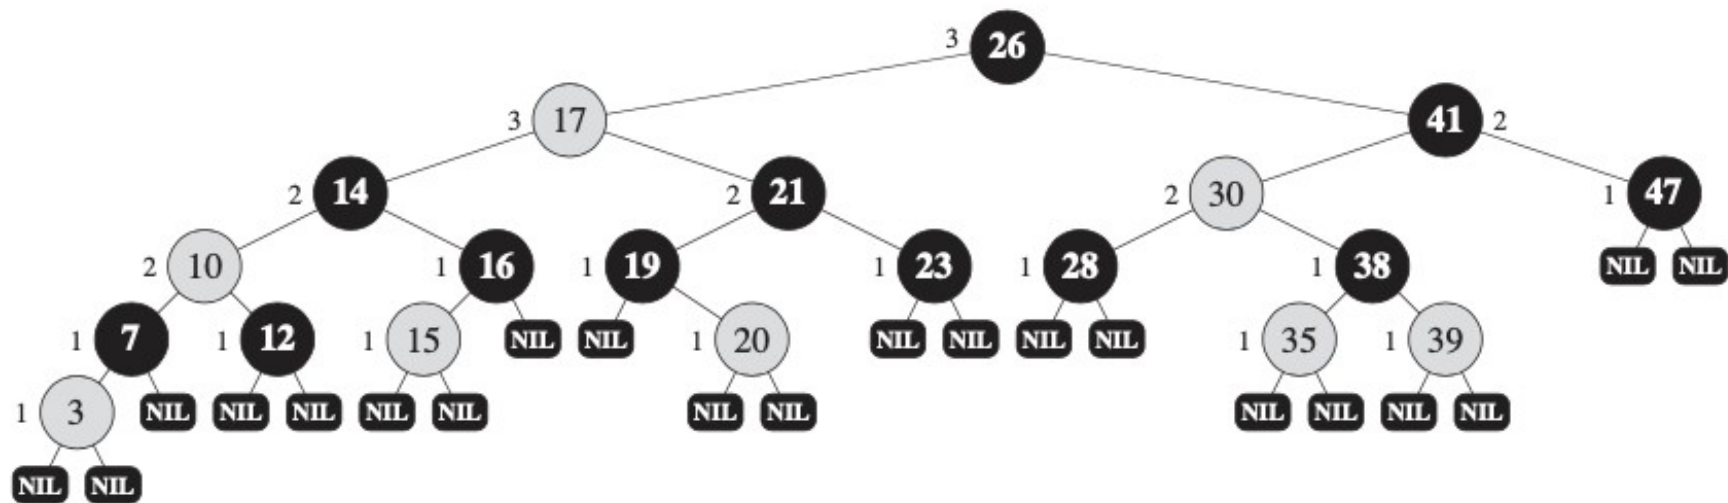 3 26
3 17 41 2
2 14 2 21 2 30 1 47
2 10 1 16 1 19 1 23 1 28 1 38 NIL NIL
1 7 1 12 1 15 NIL NIL 1 20 NIL NIL NIL NIL 1 35 1 39
1 3 NIL NIL NIL NIL NIL NIL NIL NIL NIL NIL NIL
NIL NIL